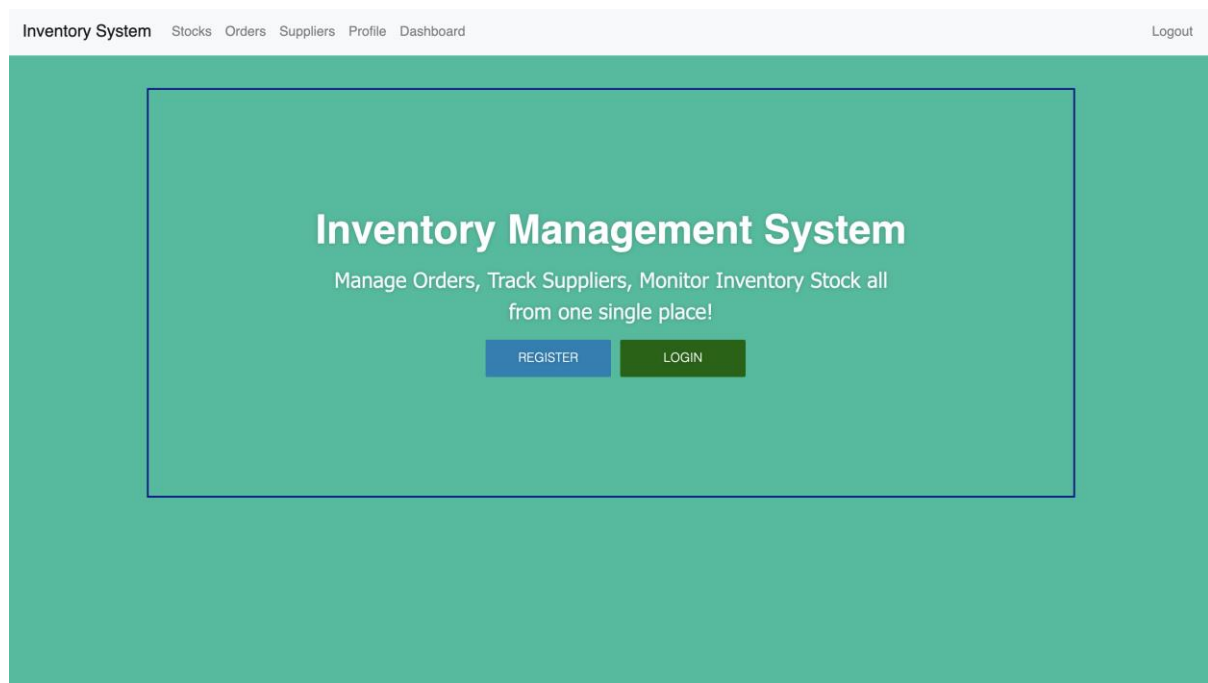 Inventory System Stocks Orders Suppliers Profile Dashboard Logout
Inventory Management System
Manage Orders, Track Suppliers, Monitor Inventory Stock all
from one single place!
REGISTER LOGIN